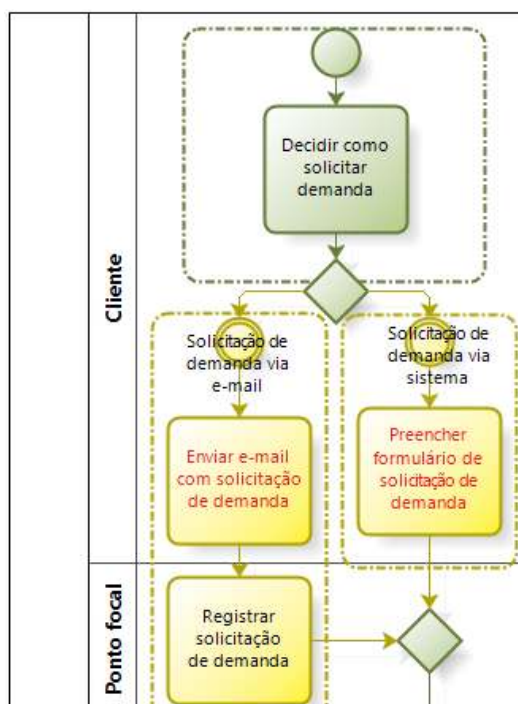 Cliente
Decidir como
solicitar
demanda
Solicitação de
demanda via
e-mail
Solicitação de
demanda via
sistema
Enviar e-mail
com solicitação
de demanda
Preencher
formulário de
solicitação de
demanda
Ponto focal
Registrar
solicitação
de demanda